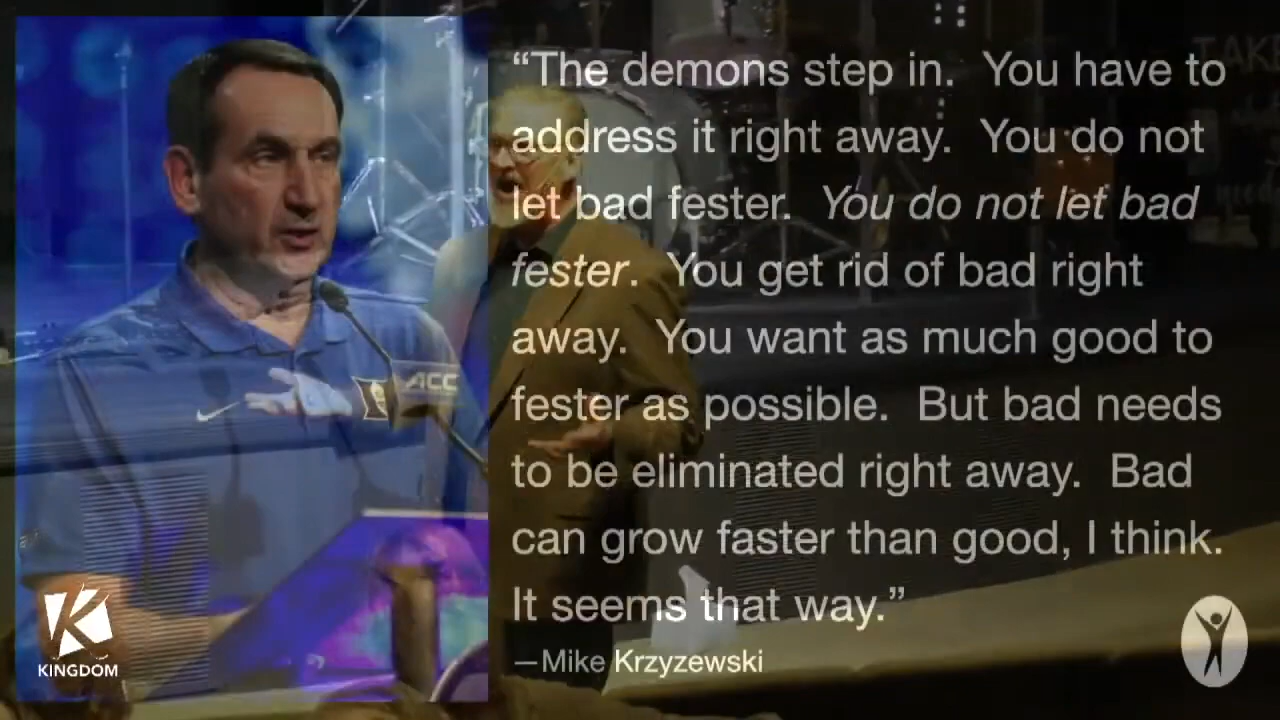 “The demons step in. You have to
address it right away. You do not
let bad fester. You do not let bad
fester. You get rid of bad right
away. You want as much good to
fester as possible. But bad needs
to be eliminated right away. Bad
can grow faster than good, I think.
It seems that way.”
—Mike Krzyzewski
ACC
K
KINGDOM
TAKE